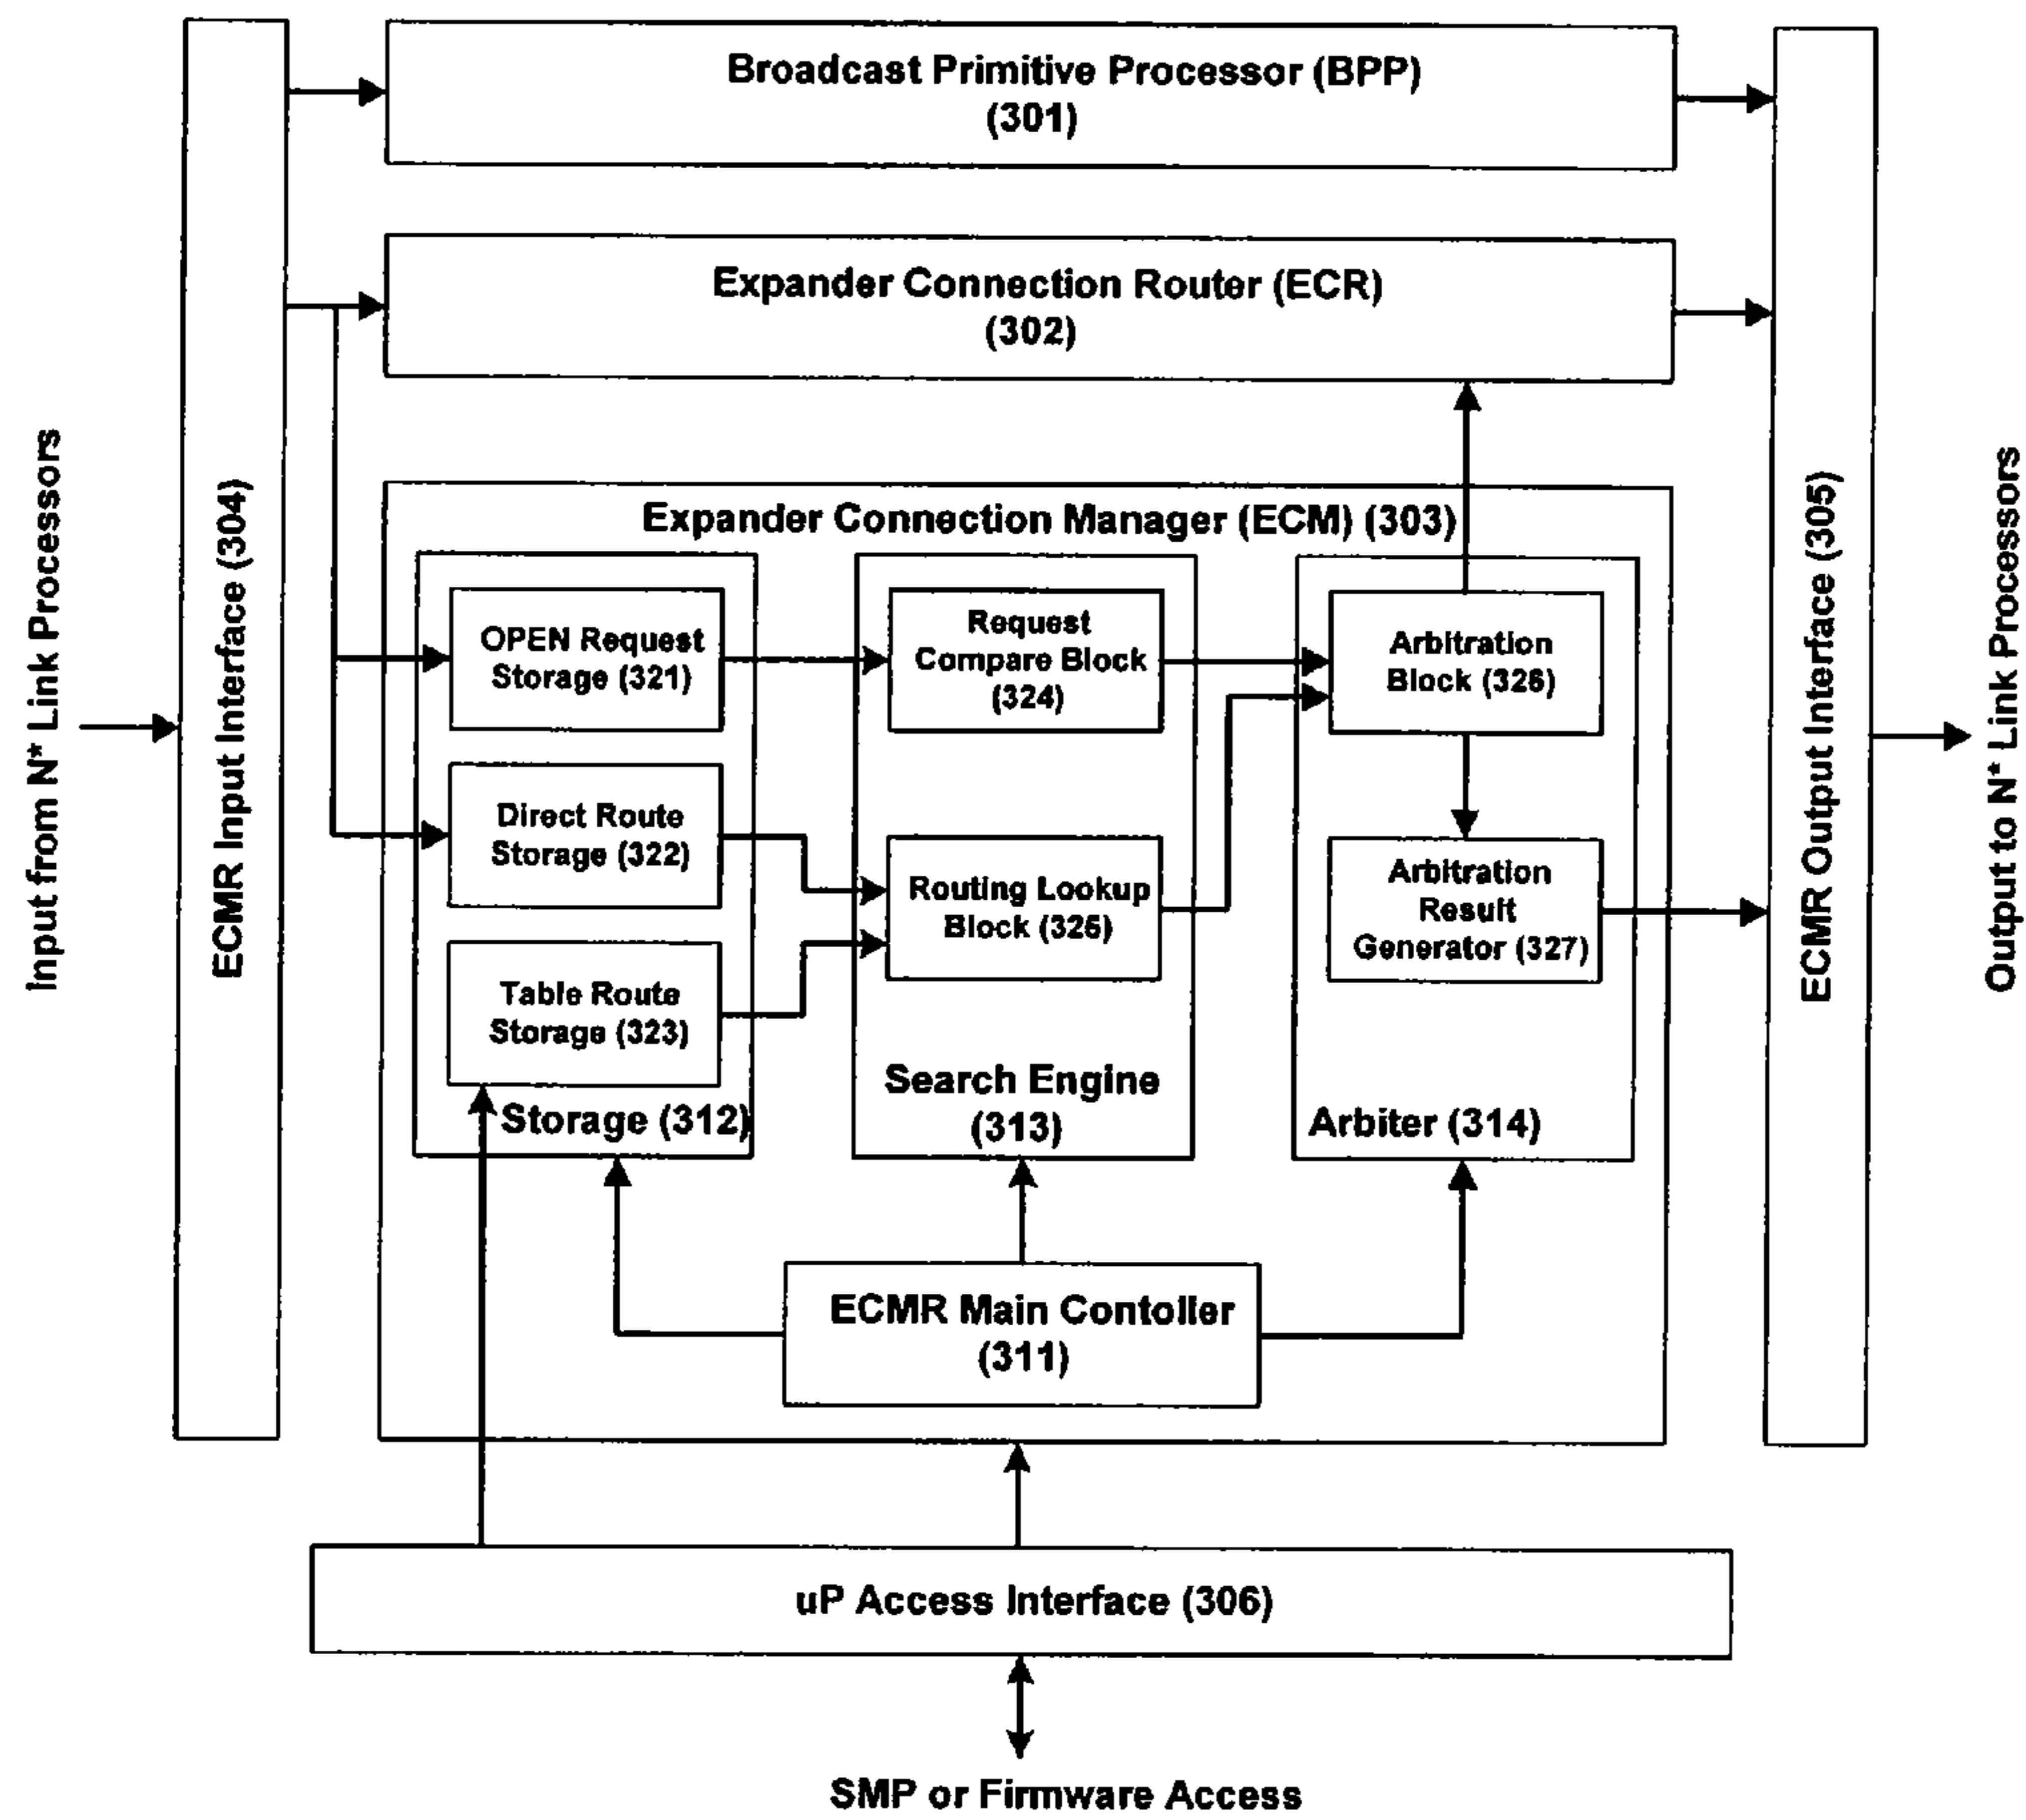 Broadcast Primitive Processor (BPP)
(301)
Expander Connection Router (ECR)
(302)
Input from N* Link Processors
ECMR Input Interface (304)
Expander Connection Manager (ECM) (303)
OPEN Request
Storage (321)
Direct Route
Storage (322)
Table Route
Storage (323)
Storage (312)
Request
Compare Block
(324)
Routing Lookup
Block (325)
Search Engine
(313)
Arbitration
Block (326)
Arbitration
Result
Generator (327)
Arbiter (314)
ECMR Main Contoller
(311)
ECMR Output Interface (305)
Output to N* Link Processors
uP Access Interface (306)
SMP or Firmware Access